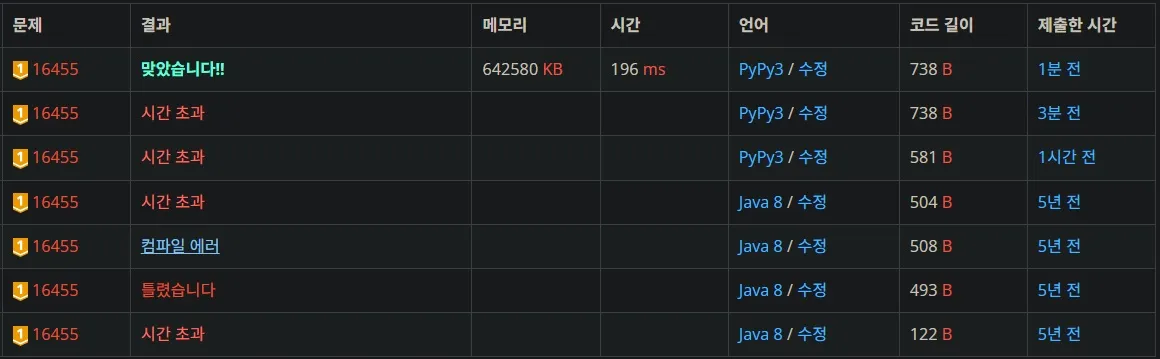 문제 결과 메모리 시간 언어 코드 길이 제출한 시간
1 16455 맞았습니다!! 642580 KB 196 ms PyPy3 / 수정 738 B 1분 전
1 16455 시간 초과 PyPy3 / 수정 738 B 3분 전
1 16455 시간 초과 PyPy3 / 수정 581 B 1시간 전
1 16455 시간 초과 Java 8 / 수정 504 B 5년 전
1 16455 컴파일 에러 Java 8 / 수정 508 B 5년 전
1 16455 틀렸습니다 Java 8 / 수정 493 B 5년 전
1 16455 시간 초과 Java 8 / 수정 122 B 5년 전